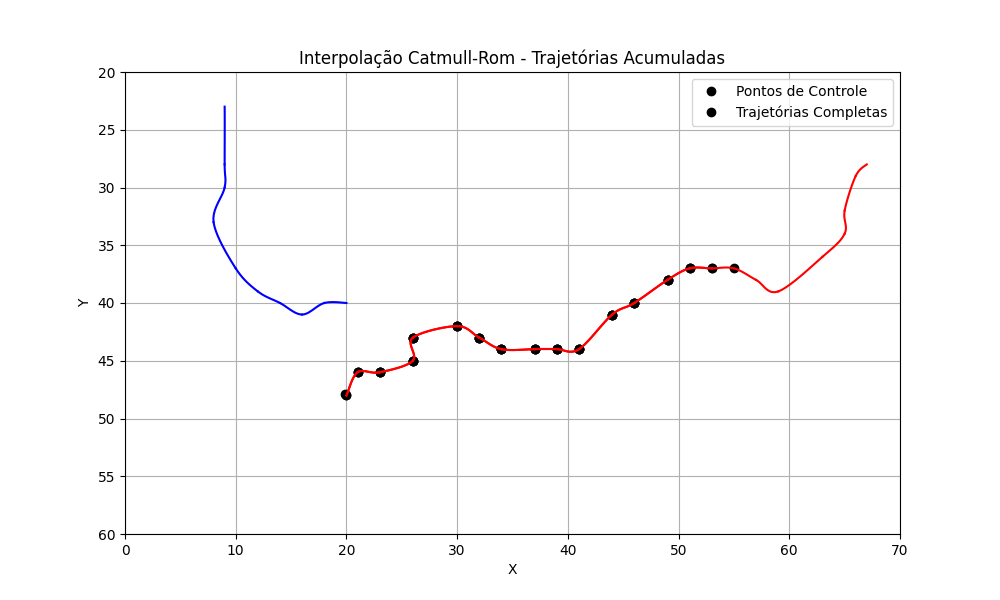 Interpolação Catmull-Rom - Trajetórias Acumuladas
Pontos de Controle
Trajetórias Completas
20
25
30
35
40
45
50
55
60
Y
0 10 20 30 40 50 60 70
X